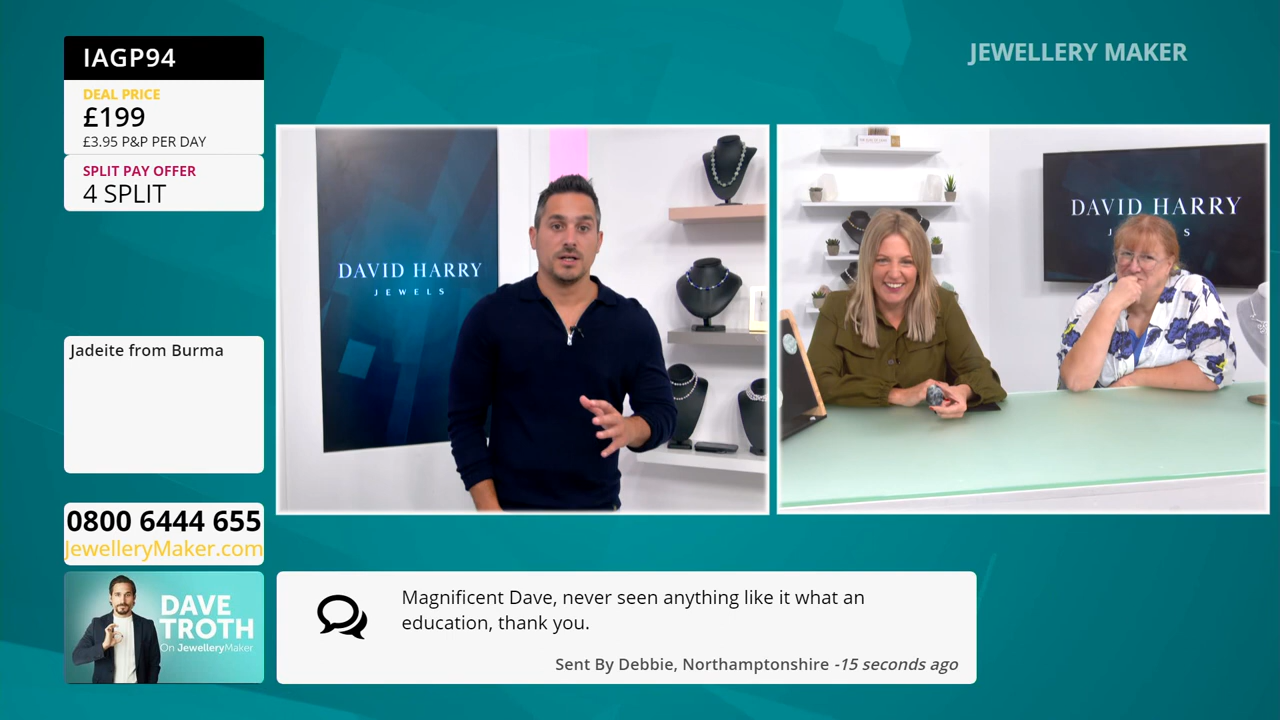 IAGP94
DEAL PRICE
£199
£3.95 P&P PER DAY
SPLIT PAY OFFER
4 SPLIT
JEWELLERY MAKER
DAVID HARRY
JEWELS
DAVID HARRY
J S
Jadeite from Burma
0800 6444 655
JewelleryMaker.com
DAVE
TROTH
On JewelleryMaker
Magnificent Dave, never seen anything like it what an
education, thank you.
Sent By Debbie, Northamptonshire -15 seconds ago